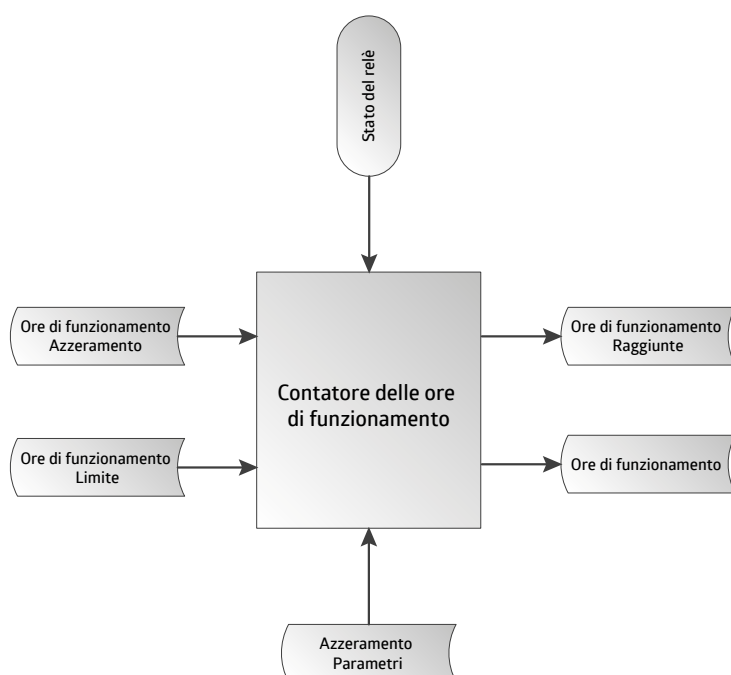 Stato del relè
Ore di funzionamento
Azzeramento
Ore di funzionamento
Raggiunte
Contatore delle ore
di funzionamento
Ore di funzionamento
Limite
Ore di funzionamento
Azzeramento
Parametri